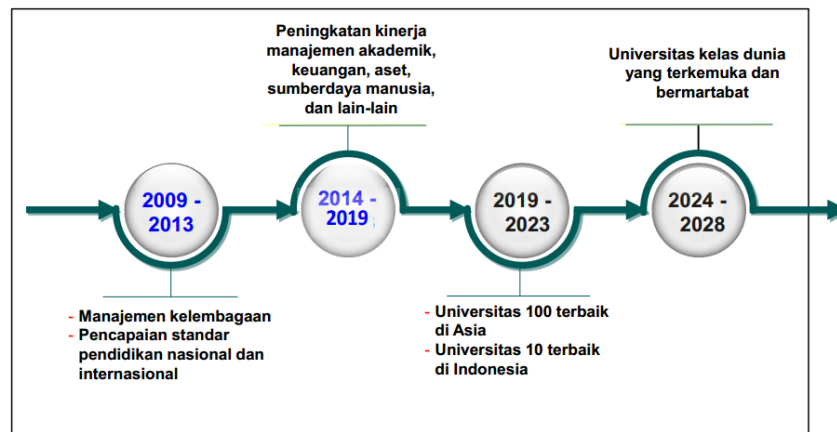 Peningkatan kinerja
manajemen akademik,
keuangan, aset,
sumberdaya manusia,
dan lain-lain
Universitas kelas dunia
yang terkemuka dan
bermartabat
2009 -
2013
2014 -
2019
2019 -
2023
2024 -
2028
- Manajemen kelembagaan
- Pencapaian standar
pendidikan nasional dan
internasional
- Universitas 100 terbaik
di Asia
- Universitas 10 terbaik
di Indonesia